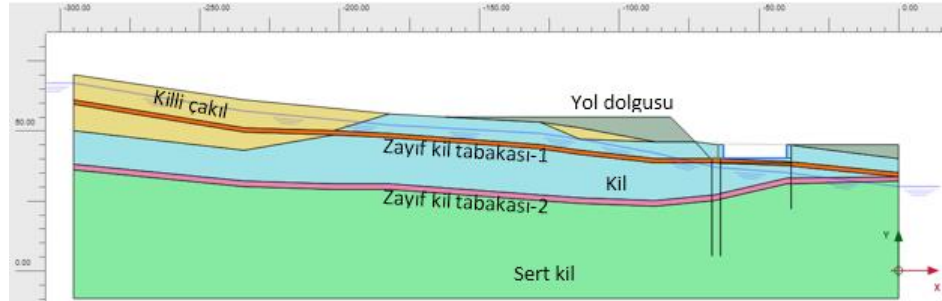 -300.00 -250.00 -200.00 -150.00 -100.00 -50.00 0.00
Killi çakıl
Yol dolgusu
50.00
Zayıf kil tabakası-1
Kil
Zayıf kil tabakası-2
Y
0.00
Sert kil
X